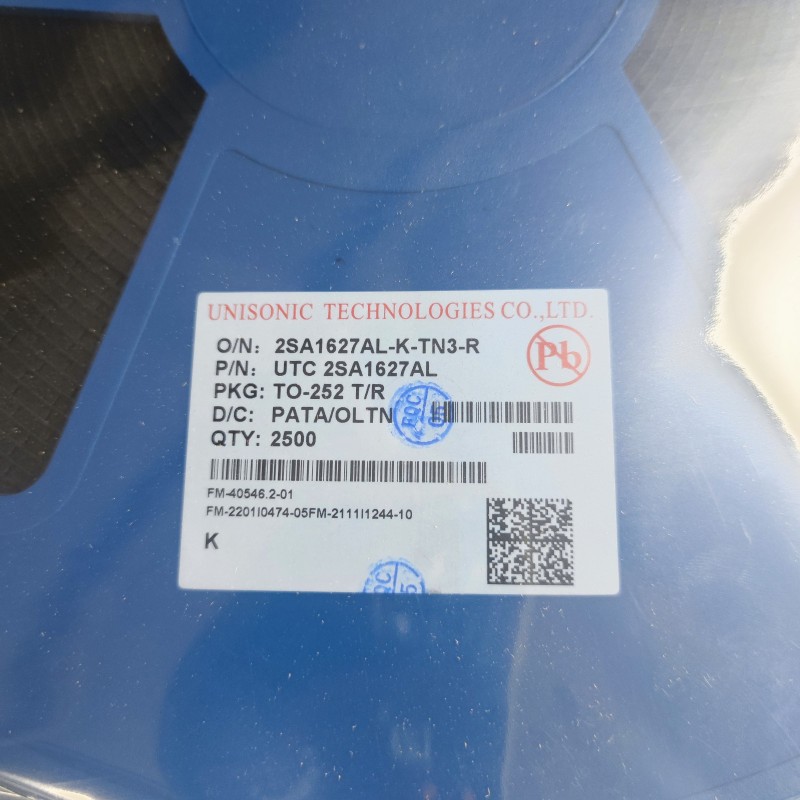 UNISONIC TECHNOLOGIES CO.,LTD.
O/N: 2SA1627AL-K-TN3-R
Pb
P/N: UTC 2SA1627AL
PKG: TO-252 T/R
D/C: PATA/OLTN
QTY: 2500
FM-40546.2-01
FM-2201I0474-05FM-2111I1244-10
K